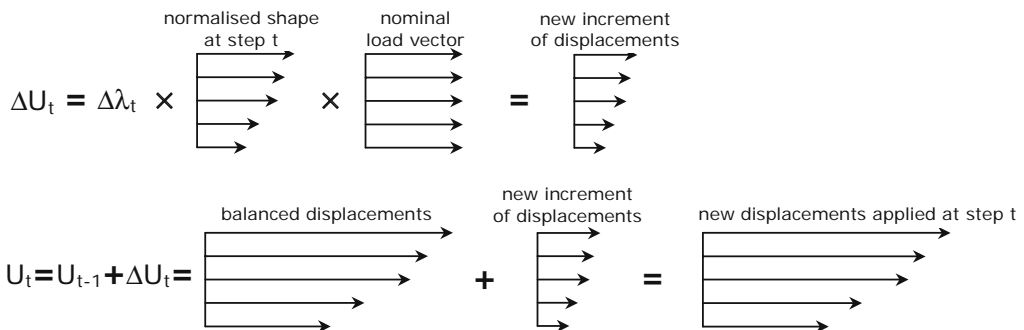 normalised shape
at step t
nominal
load vector
new increment
of displacements
ΔUₜ = Δλₜ × × =
balanced displacements
new increment
of displacements
new displacements applied at step t
Uₜ=Uₜ₋₁+ΔUₜ= + =